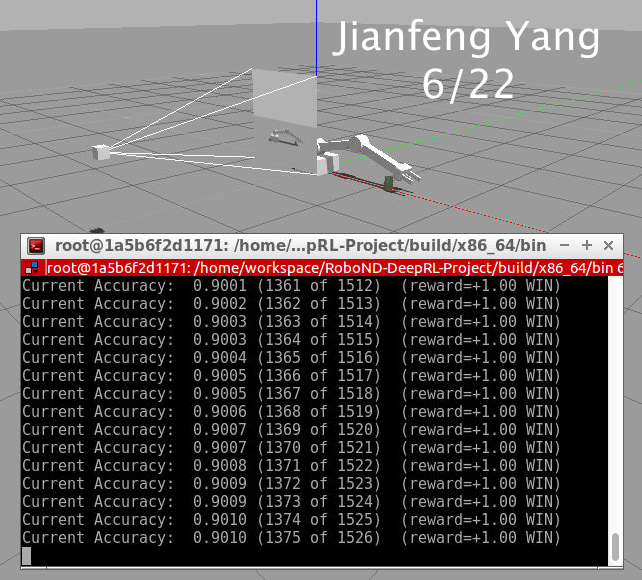 Jianfeng Yang
6/22
root@1a5b6f2d1171: /home/...pRL-Project/build/x86_64/bin
root@1a5b6f2d1171: /home/workspace/RoboND-DeepRL-Project/build/x86_64/bin 6
Current Accuracy:  0.9001 (1361 of 1512)  (reward=+1.00 WIN)
Current Accuracy:  0.9002 (1362 of 1513)  (reward=+1.00 WIN)
Current Accuracy:  0.9003 (1363 of 1514)  (reward=+1.00 WIN)
Current Accuracy:  0.9003 (1364 of 1515)  (reward=+1.00 WIN)
Current Accuracy:  0.9004 (1365 of 1516)  (reward=+1.00 WIN)
Current Accuracy:  0.9005 (1366 of 1517)  (reward=+1.00 WIN)
Current Accuracy:  0.9005 (1367 of 1518)  (reward=+1.00 WIN)
Current Accuracy:  0.9006 (1368 of 1519)  (reward=+1.00 WIN)
Current Accuracy:  0.9007 (1369 of 1520)  (reward=+1.00 WIN)
Current Accuracy:  0.9007 (1370 of 1521)  (reward=+1.00 WIN)
Current Accuracy:  0.9008 (1371 of 1522)  (reward=+1.00 WIN)
Current Accuracy:  0.9009 (1372 of 1523)  (reward=+1.00 WIN)
Current Accuracy:  0.9009 (1373 of 1524)  (reward=+1.00 WIN)
Current Accuracy:  0.9010 (1374 of 1525)  (reward=+1.00 WIN)
Current Accuracy:  0.9010 (1375 of 1526)  (reward=+1.00 WIN)